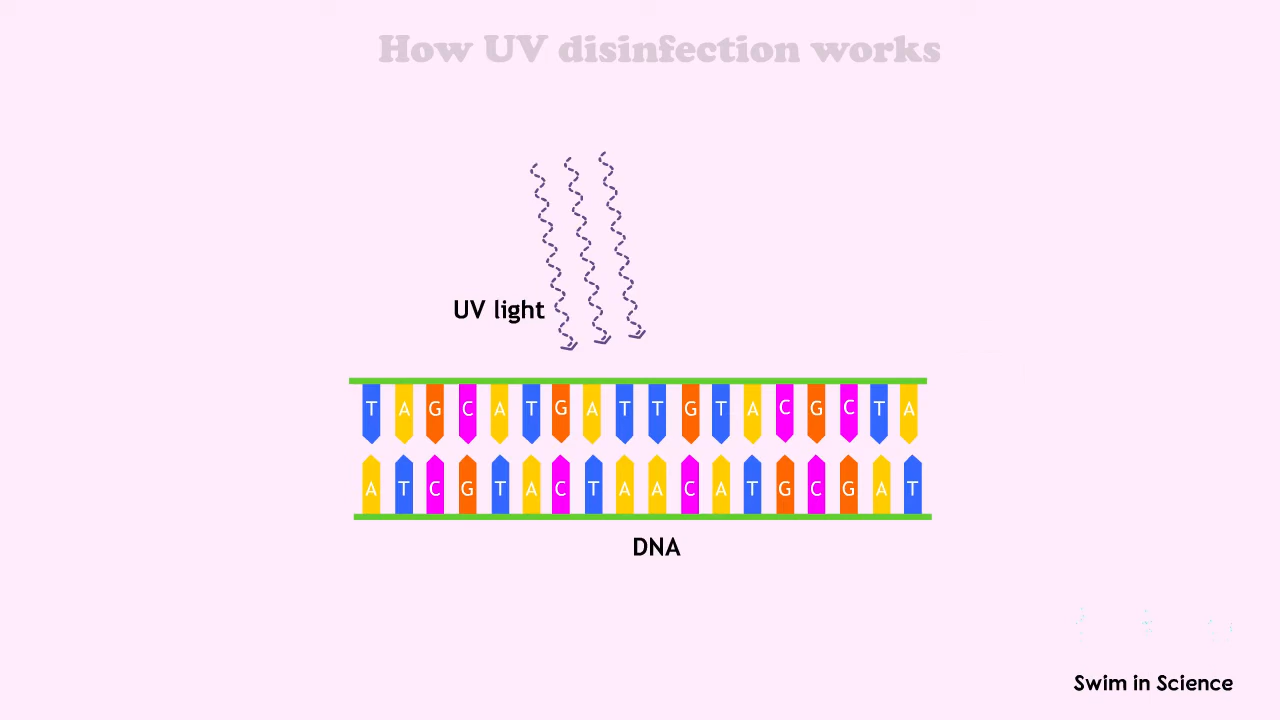 How UV disinfection works
UV light
T A G C A T G A T T G T A C G C T A
A T C G T A C T A A C A T G C G A T
DNA
Swim in Science